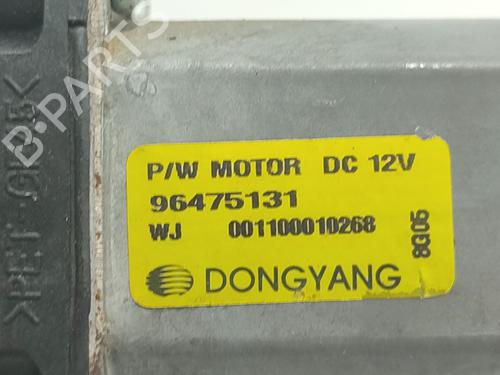 P/W MOTOR DC 12V
96475131
WJ 001100010268
8G05
DONGYANG
B-PARTS